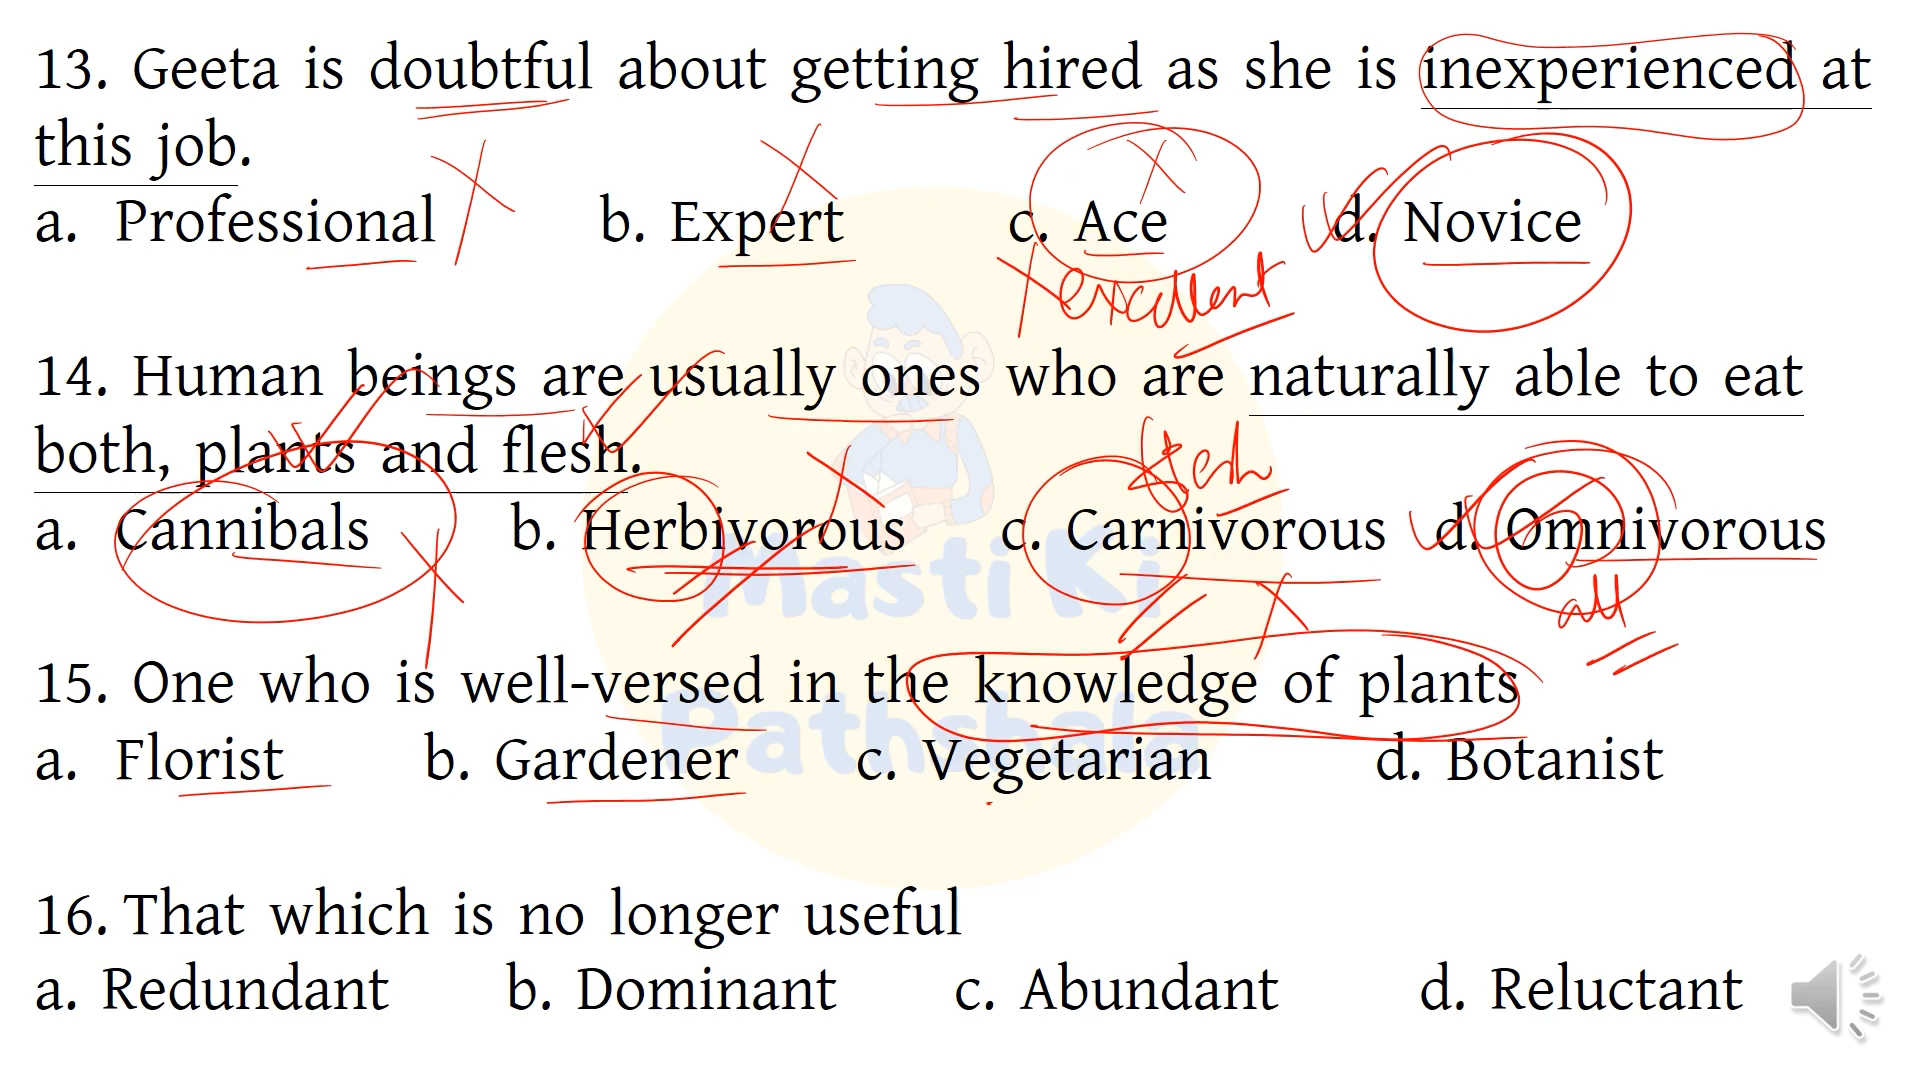 13. Geeta is doubtful about getting hired as she is inexperienced at
this job.
a. Professional b. Expert c. Ace d. Novice
excellent
14. Human beings are usually ones who are naturally able to eat
both, plants and flesh.
flesh
a. Cannibals b. Herbivorous c. Carnivorous d. Omnivorous
all
Masti Ki
15. One who is well-versed in the knowledge of plants
Pathshala
a. Florist b. Gardener c. Vegetarian d. Botanist
16. That which is no longer useful
a. Redundant b. Dominant c. Abundant d. Reluctant